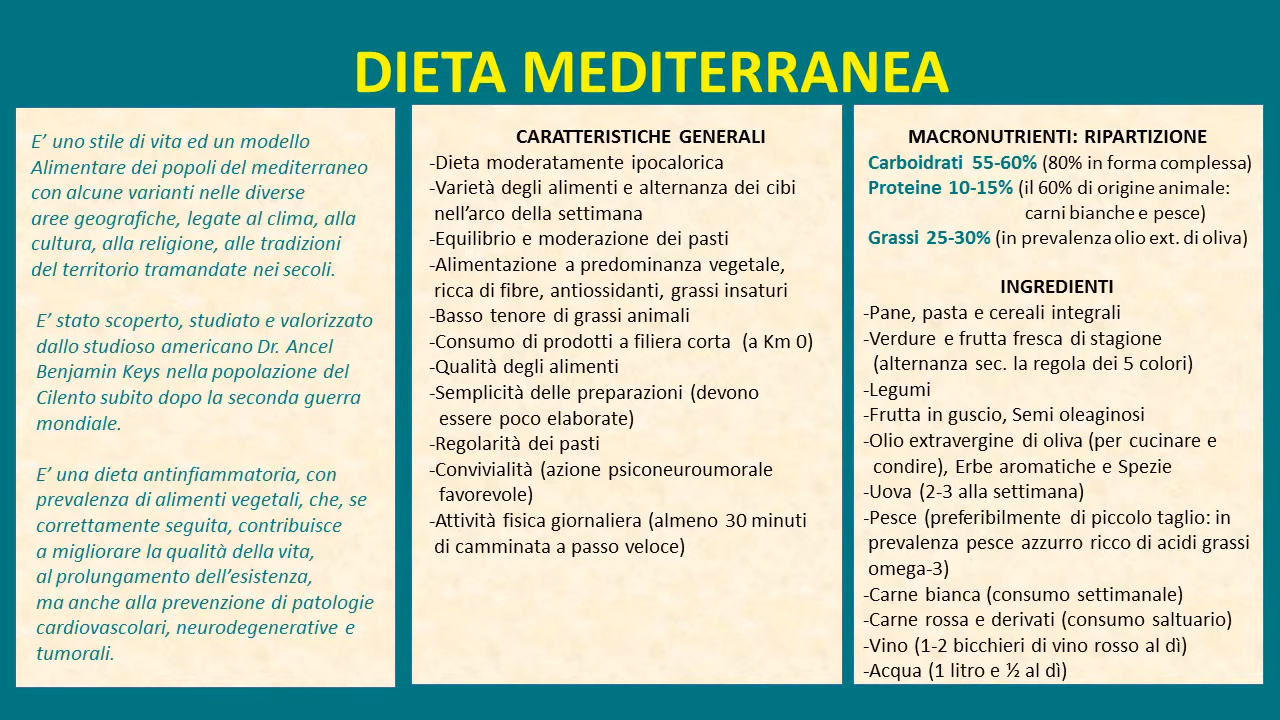 DIETA MEDITERRANEA
E’ uno stile di vita ed un modello
Alimentare dei popoli del mediterraneo
con alcune varianti nelle diverse
aree geografiche, legate al clima, alla
cultura, alla religione, alle tradizioni
del territorio tramandate nei secoli.
E’ stato scoperto, studiato e valorizzato
dallo studioso americano Dr. Ancel
Benjamin Keys nella popolazione del
Cilento subito dopo la seconda guerra
mondiale.
E’ una dieta antinfiammatoria, con
prevalenza di alimenti vegetali, che, se
correttamente seguita, contribuisce
a migliorare la qualità della vita,
al prolungamento dell’esistenza,
ma anche alla prevenzione di patologie
cardiovascolari, neurodegenerative e
tumorali.
CARATTERISTICHE GENERALI
-Dieta moderatamente ipocalorica
-Varietà degli alimenti e alternanza dei cibi
nell’arco della settimana
-Equilibrio e moderazione dei pasti
-Alimentazione a predominanza vegetale,
ricca di fibre, antiossidanti, grassi insaturi
-Basso tenore di grassi animali
-Consumo di prodotti a filiera corta (a Km 0)
-Qualità degli alimenti
-Semplicità delle preparazioni (devono
essere poco elaborate)
-Regolarità dei pasti
-Convivialità (azione psiconeuroumorale
favorevole)
-Attività fisica giornaliera (almeno 30 minuti
di camminata a passo veloce)
MACRONUTRIENTI: RIPARTIZIONE
Carboidrati 55-60% (80% in forma complessa)
Proteine 10-15% (il 60% di origine animale:
carni bianche e pesce)
Grassi 25-30% (in prevalenza olio ext. di oliva)
INGREDIENTI
-Pane, pasta e cereali integrali
-Verdure e frutta fresca di stagione
(alternanza sec. la regola dei 5 colori)
-Legumi
-Frutta in guscio, Semi oleaginosi
-Olio extravergine di oliva (per cucinare e
condire), Erbe aromatiche e Spezie
-Uova (2-3 alla settimana)
-Pesce (preferibilmente di piccolo taglio: in
prevalenza pesce azzurro ricco di acidi grassi
omega-3)
-Carne bianca (consumo settimanale)
-Carne rossa e derivati (consumo saltuario)
-Vino (1-2 bicchieri di vino rosso al dì)
-Acqua (1 litro e ½ al dì)